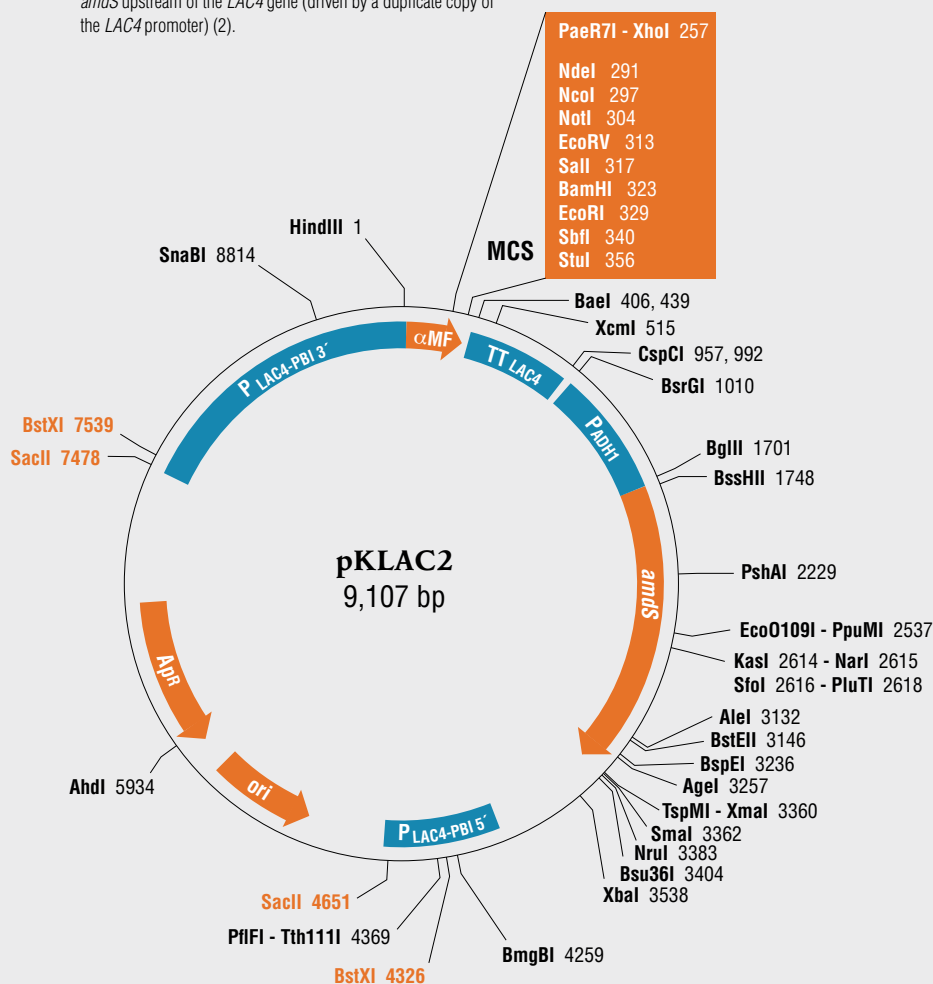 amdS upstream of the LAC4 gene (driven by a duplicate copy of
the LAC4 promoter) (2).
PaeR7I - XhoI 257
NdeI 291
NcoI 297
NotI 304
EcoRV 313
SalI 317
BamHI 323
EcoRI 329
SbfI 340
StuI 356
MCS
HindIII 1
SnaBI 8814
BaeI 406, 439
XcmI 515
CspCI 957, 992
BsrGI 1010
αMF
TT LAC4
P LAC4-PBI 3´
PADH1
BstXI 7539
SacII 7478
BglII 1701
BssHII 1748
pKLAC2
9,107 bp
PshAI 2229
amdS
EcoO109I - PpuMI 2537
KasI 2614 - NarI 2615
SfoI 2616 - PluTI 2618
ApR
AleI 3132
BstEII 3146
BspEI 3236
AgeI 3257
TspMI - XmaI 3360
SmaI 3362
NruI 3383
Bsu36I 3404
XbaI 3538
AhdI 5934
ori
P LAC4-PBI 5´
SacII 4651
PflFI - Tth111I 4369
BmgBI 4259
BstXI 4326